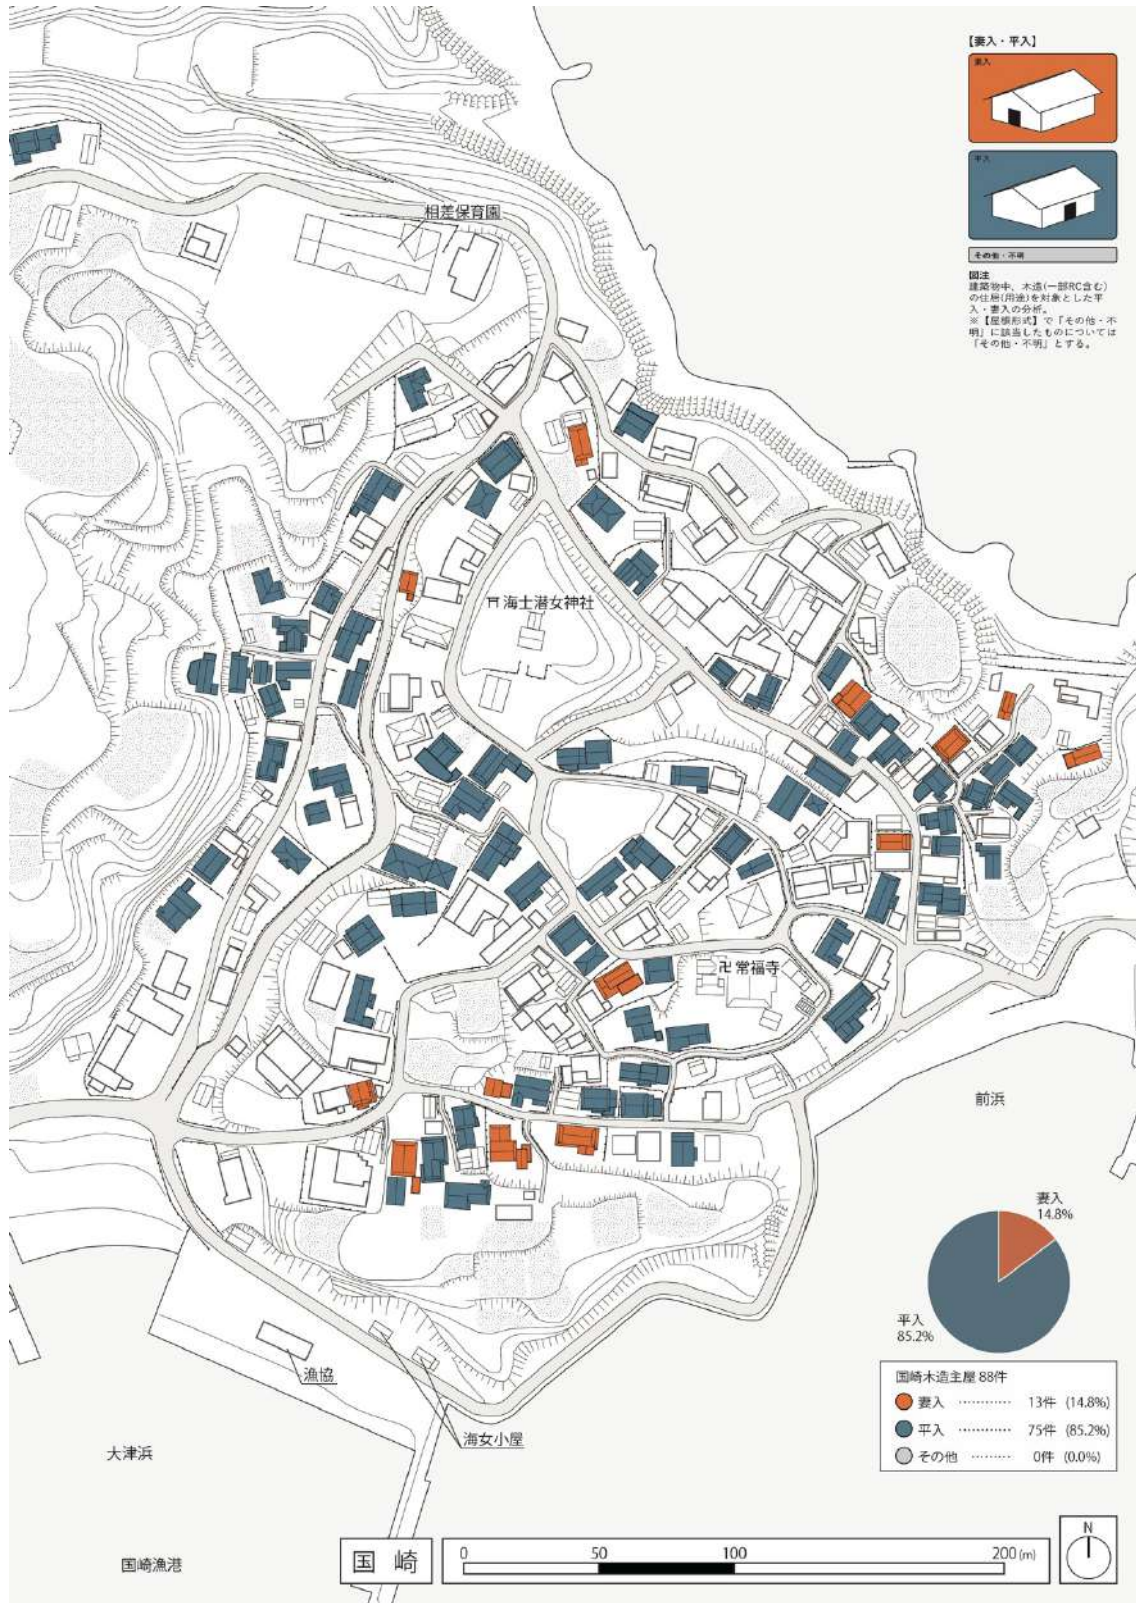 【妻入・平入】
妻入
平入
その他・不明
図注
建築物中、木造(一部RC含む)
の住居(用途)を対象とした平
入・妻入の分析。
※【屋根形式】で「その他・不
明」に該当したものについては
「その他・不明」とする。
相差保育園
海士潜女神社
卍常福寺
前浜
妻入
14.8%
平入
85.2%
国崎木造主屋 88件
妻入 ………… 13件 (14.8%)
平入 ………… 75件 (85.2%)
その他 ……… 0件 (0.0%)
漁協
海女小屋
大津浜
国崎漁港
国 崎
0 50 100 200 (m)
N